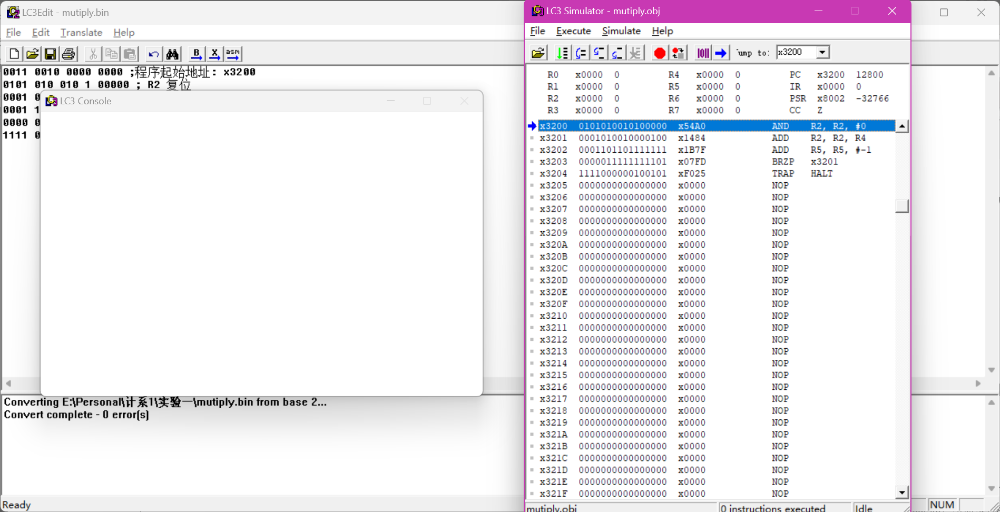 LC3Edit - mutiply.bin
File Edit Translate Help
B X asm
0011 0010 0000 0000 ;程序起始地址: x3200
0101 010 010 1 00000 ; R2 复位
0001 0
0001 1
0000 0
1111 0
LC3 Console
Converting E:\Personal\计系1\实验一\mutiply.bin from base 2...
Convert complete - 0 error(s)
Ready
NUM
LC3 Simulator - mutiply.obj
File Execute Simulate Help
ump to: x3200
R0 x0000 0 R4 x0000 0 PC x3200 12800
R1 x0000 0 R5 x0000 0 IR x0000 0
R2 x0000 0 R6 x0000 0 PSR x8002 -32766
R3 x0000 0 R7 x0000 0 CC Z
x3200 0101010010100000 x54A0 AND R2, R2, #0
x3201 0001010010000100 x1484 ADD R2, R2, R4
x3202 0001101101111111 x1B7F ADD R5, R5, #-1
x3203 0000011111111101 x07FD BRZP x3201
x3204 1111000000100101 xF025 TRAP HALT
x3205 0000000000000000 x0000 NOP
x3206 0000000000000000 x0000 NOP
x3207 0000000000000000 x0000 NOP
x3208 0000000000000000 x0000 NOP
x3209 0000000000000000 x0000 NOP
x320A 0000000000000000 x0000 NOP
x320B 0000000000000000 x0000 NOP
x320C 0000000000000000 x0000 NOP
x320D 0000000000000000 x0000 NOP
x320E 0000000000000000 x0000 NOP
x320F 0000000000000000 x0000 NOP
x3210 0000000000000000 x0000 NOP
x3211 0000000000000000 x0000 NOP
x3212 0000000000000000 x0000 NOP
x3213 0000000000000000 x0000 NOP
x3214 0000000000000000 x0000 NOP
x3215 0000000000000000 x0000 NOP
x3216 0000000000000000 x0000 NOP
x3217 0000000000000000 x0000 NOP
x3218 0000000000000000 x0000 NOP
x3219 0000000000000000 x0000 NOP
x321A 0000000000000000 x0000 NOP
x321B 0000000000000000 x0000 NOP
x321C 0000000000000000 x0000 NOP
x321D 0000000000000000 x0000 NOP
x321E 0000000000000000 x0000 NOP
x321F 0000000000000000 x0000 NOP
mutiply.obj 0 instructions executed Idle